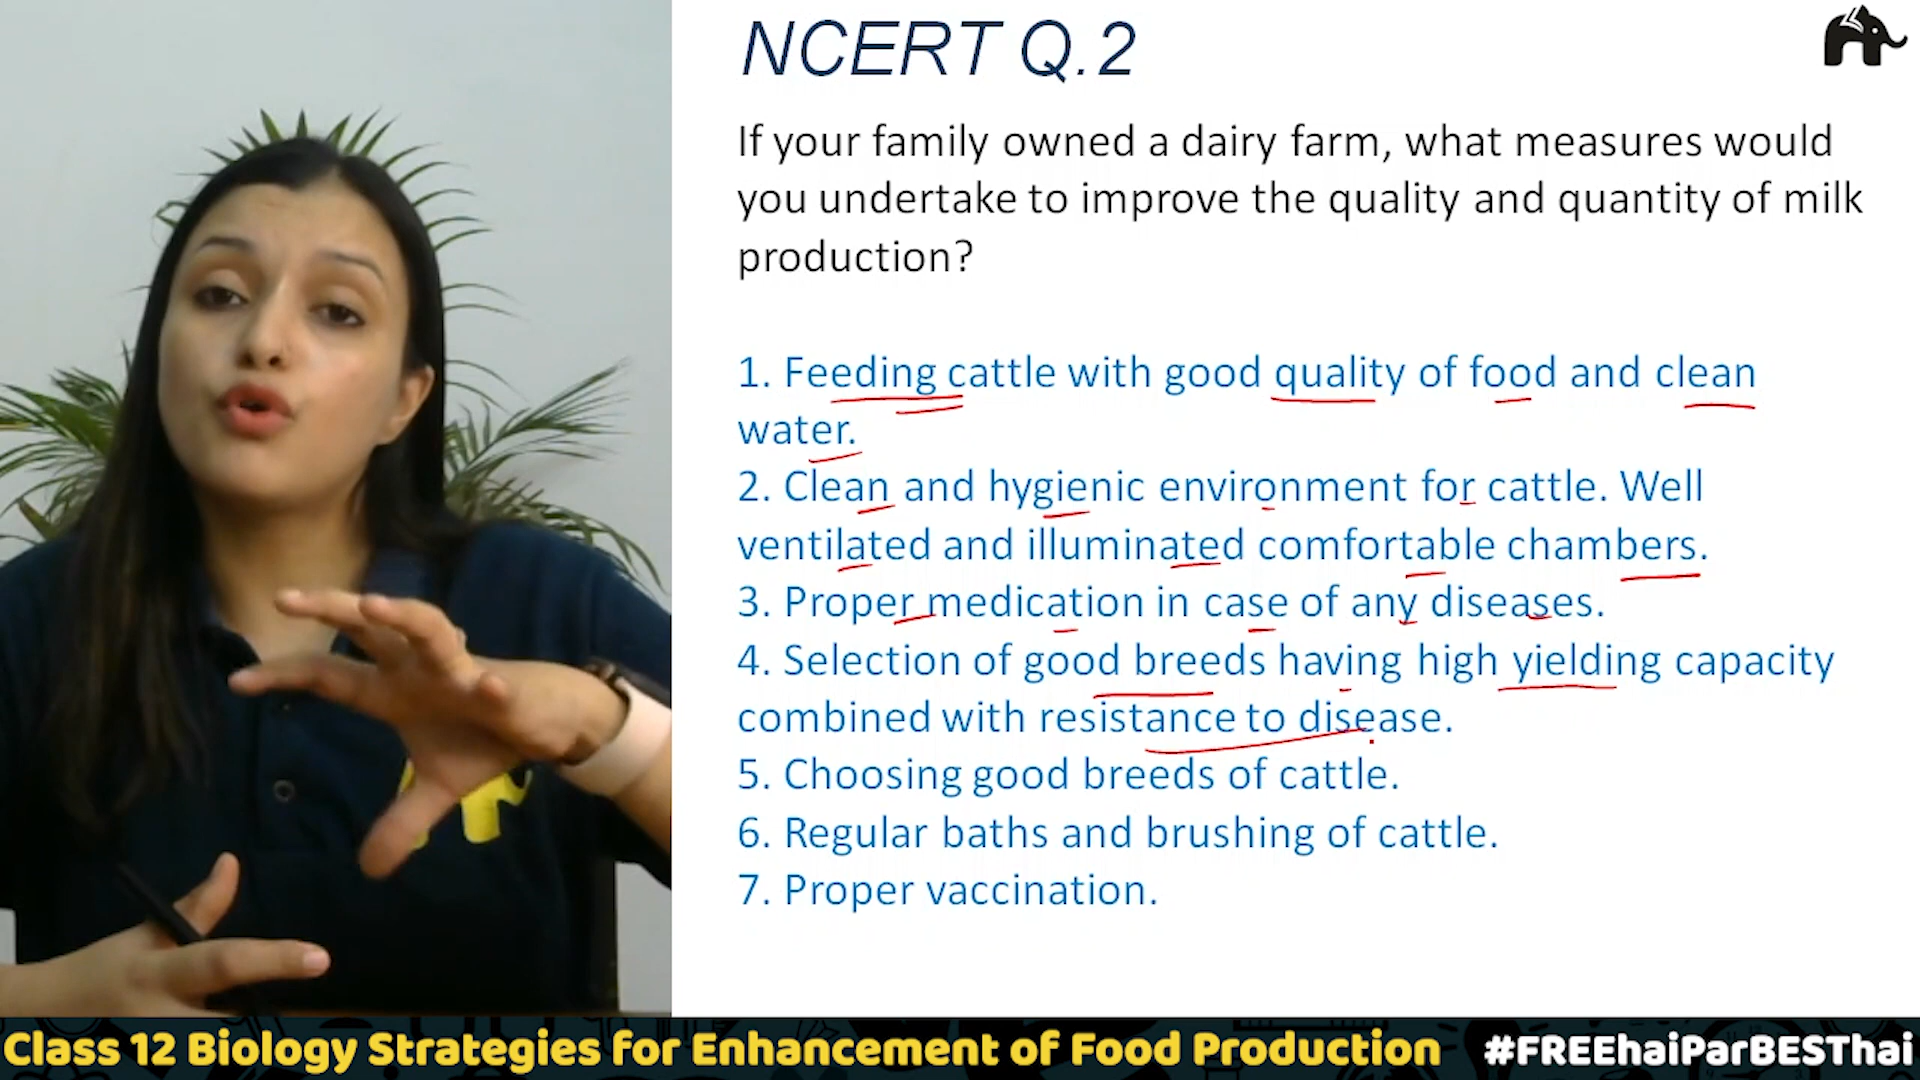 NCERT Q.2
If your family owned a dairy farm, what measures would
you undertake to improve the quality and quantity of milk
production?
1. Feeding cattle with good quality of food and clean
water.
2. Clean and hygienic environment for cattle. Well
ventilated and illuminated comfortable chambers.
3. Proper medication in case of any diseases.
4. Selection of good breeds having high yielding capacity
combined with resistance to disease.
5. Choosing good breeds of cattle.
6. Regular baths and brushing of cattle.
7. Proper vaccination.
Class 12 Biology Strategies for Enhancement of Food Production #FREEhaiParBESThai